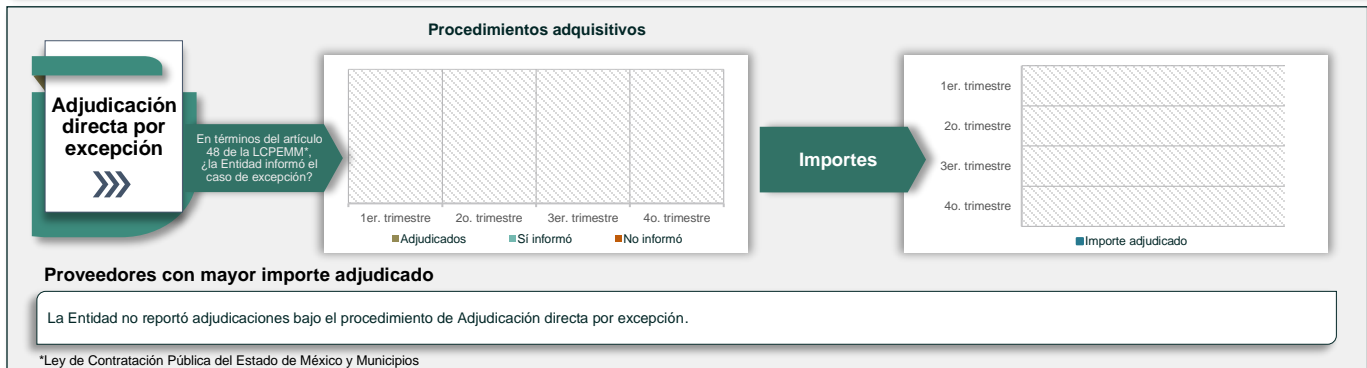 Procedimientos adquisitivos
Adjudicación
directa por
excepción
En términos del artículo
48 de la LCPEMM*,
¿la Entidad informó el
caso de excepción?
1er. trimestre 2o. trimestre 3er. trimestre 4o. trimestre
Adjudicados Sí informó No informó
Importes
1er. trimestre
2o. trimestre
3er. trimestre
4o. trimestre
Importe adjudicado
Proveedores con mayor importe adjudicado
La Entidad no reportó adjudicaciones bajo el procedimiento de Adjudicación directa por excepción.
*Ley de Contratación Pública del Estado de México y Municipios